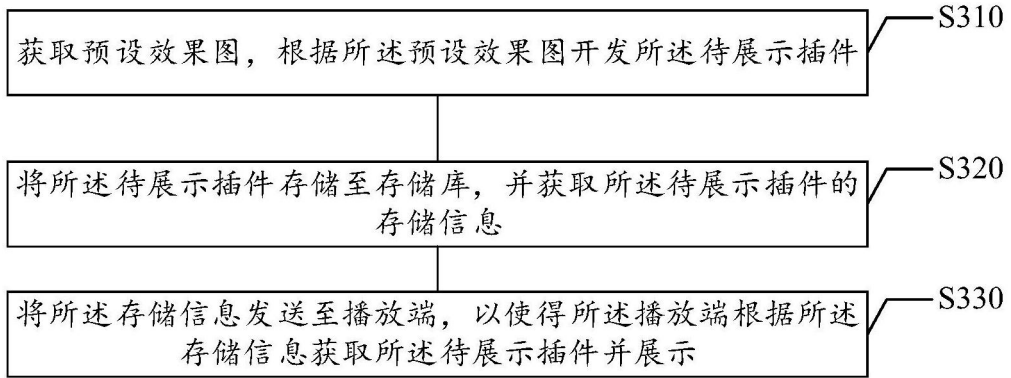 获取预设效果图，根据所述预设效果图开发所述待展示插件
S310
将所述待展示插件存储至存储库，并获取所述待展示插件的
存储信息
S320
将所述存储信息发送至播放端，以使得所述播放端根据所述
存储信息获取所述待展示插件并展示
S330